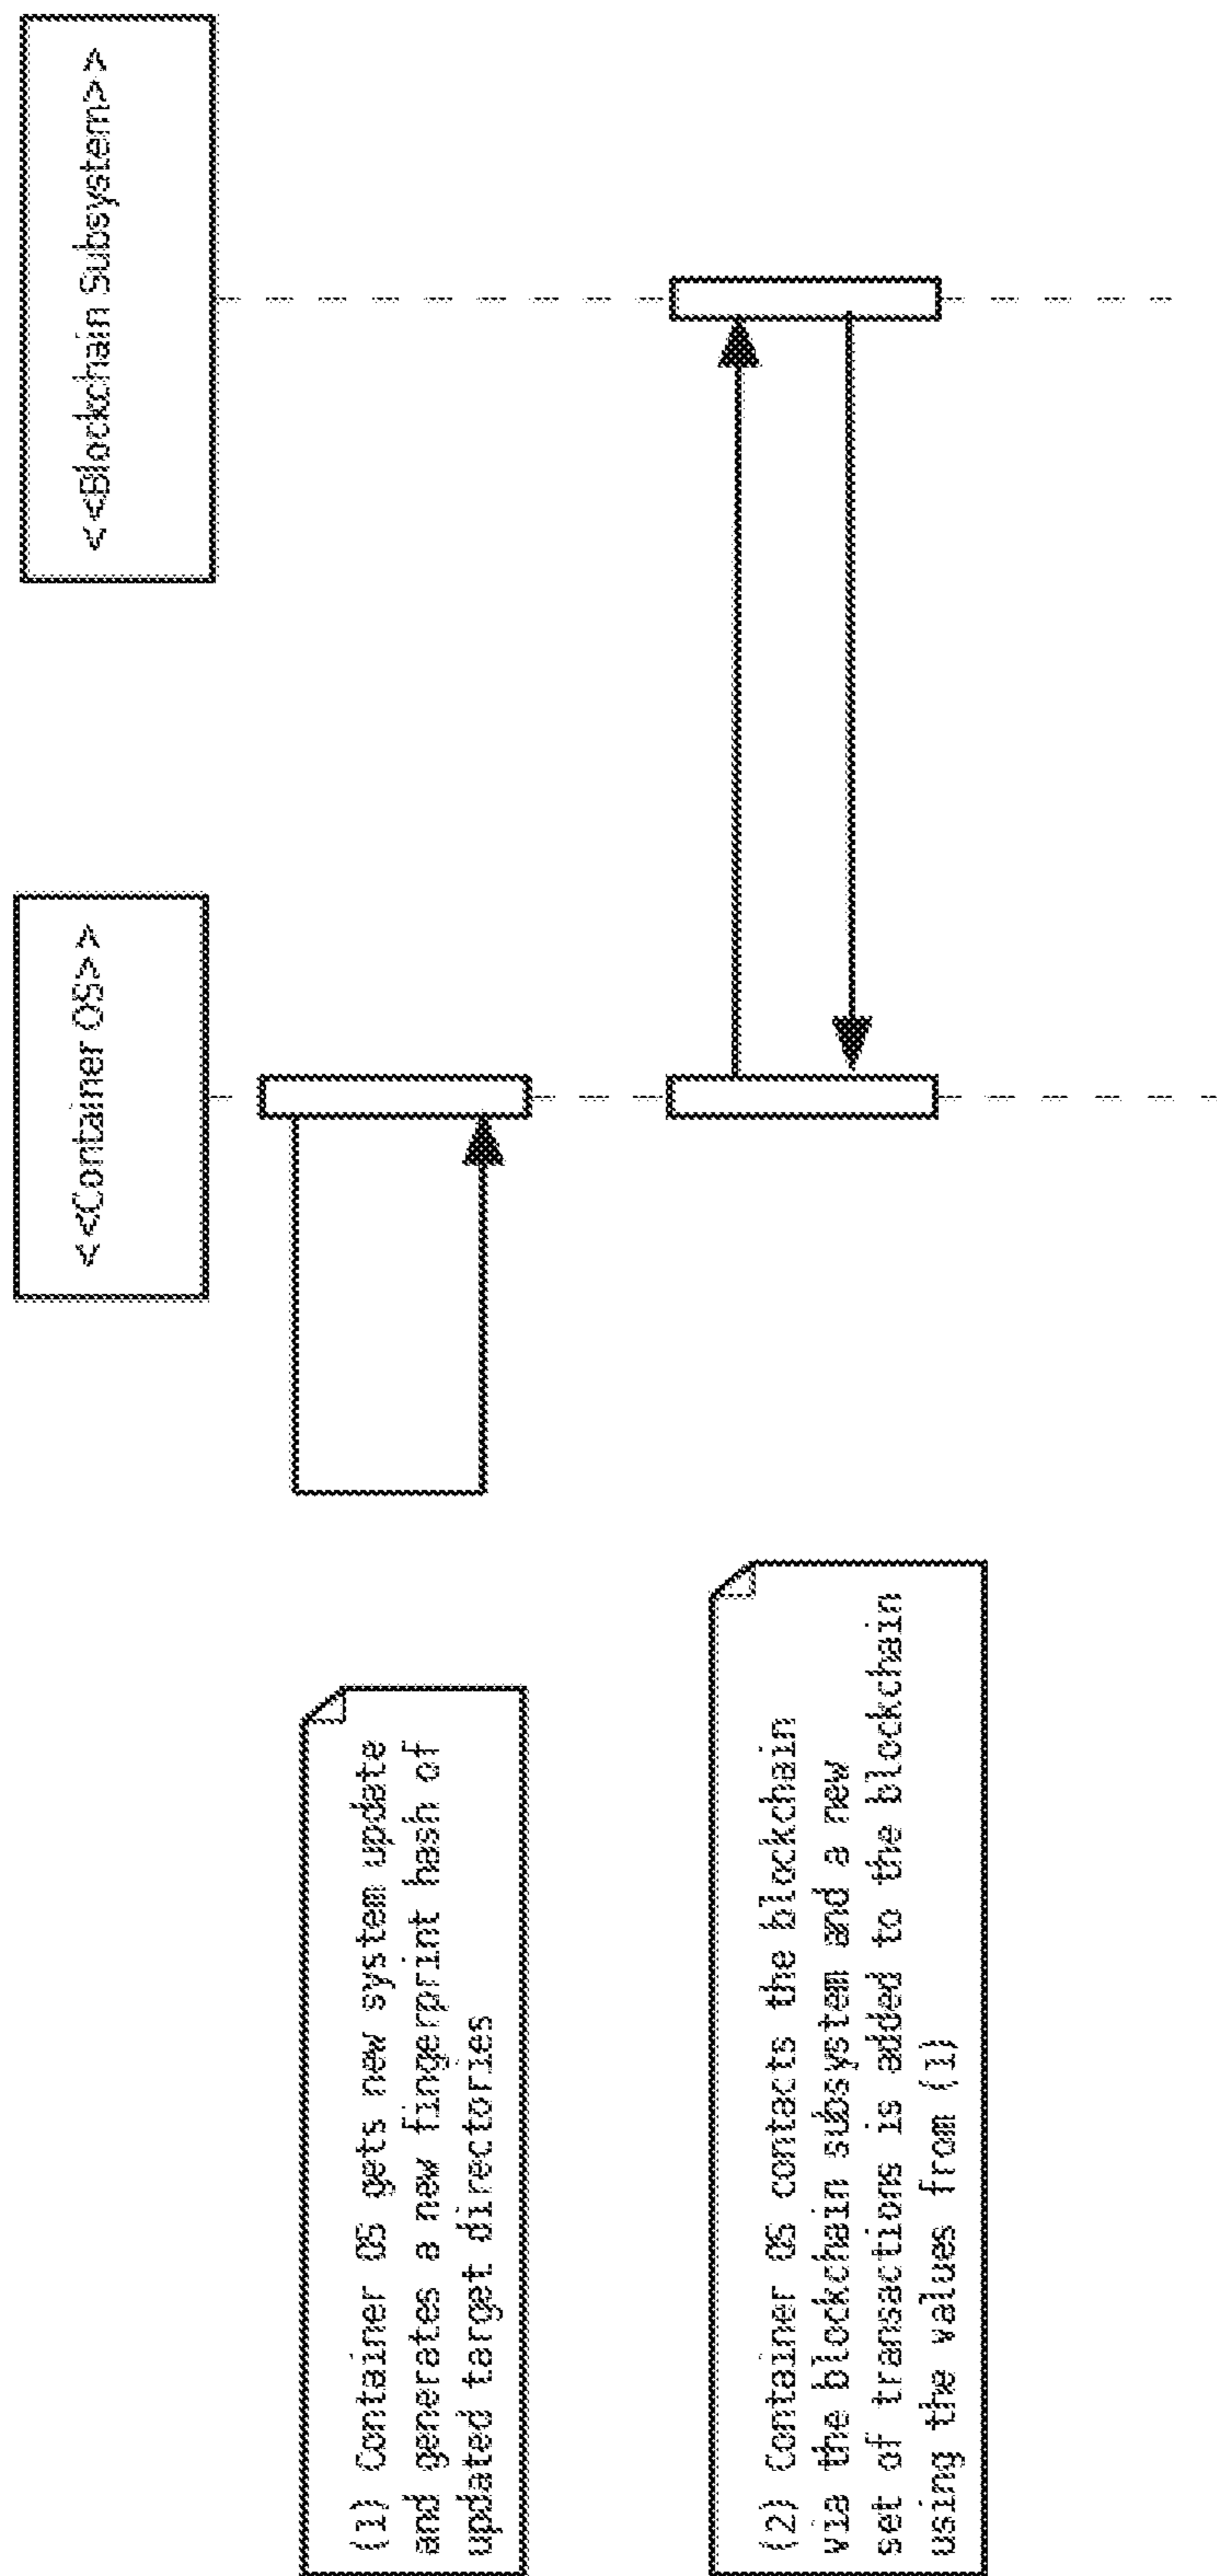 <<Container OS>>
<<Blockchain Subsystem>>
(1) Container OS gets new system update
and generates a new fingerprint hash of
updated target directories
(2) Container OS contacts the blockchain
via the blockchain subsystem and a new
set of transactions is added to the blockchain
using the values from (1)